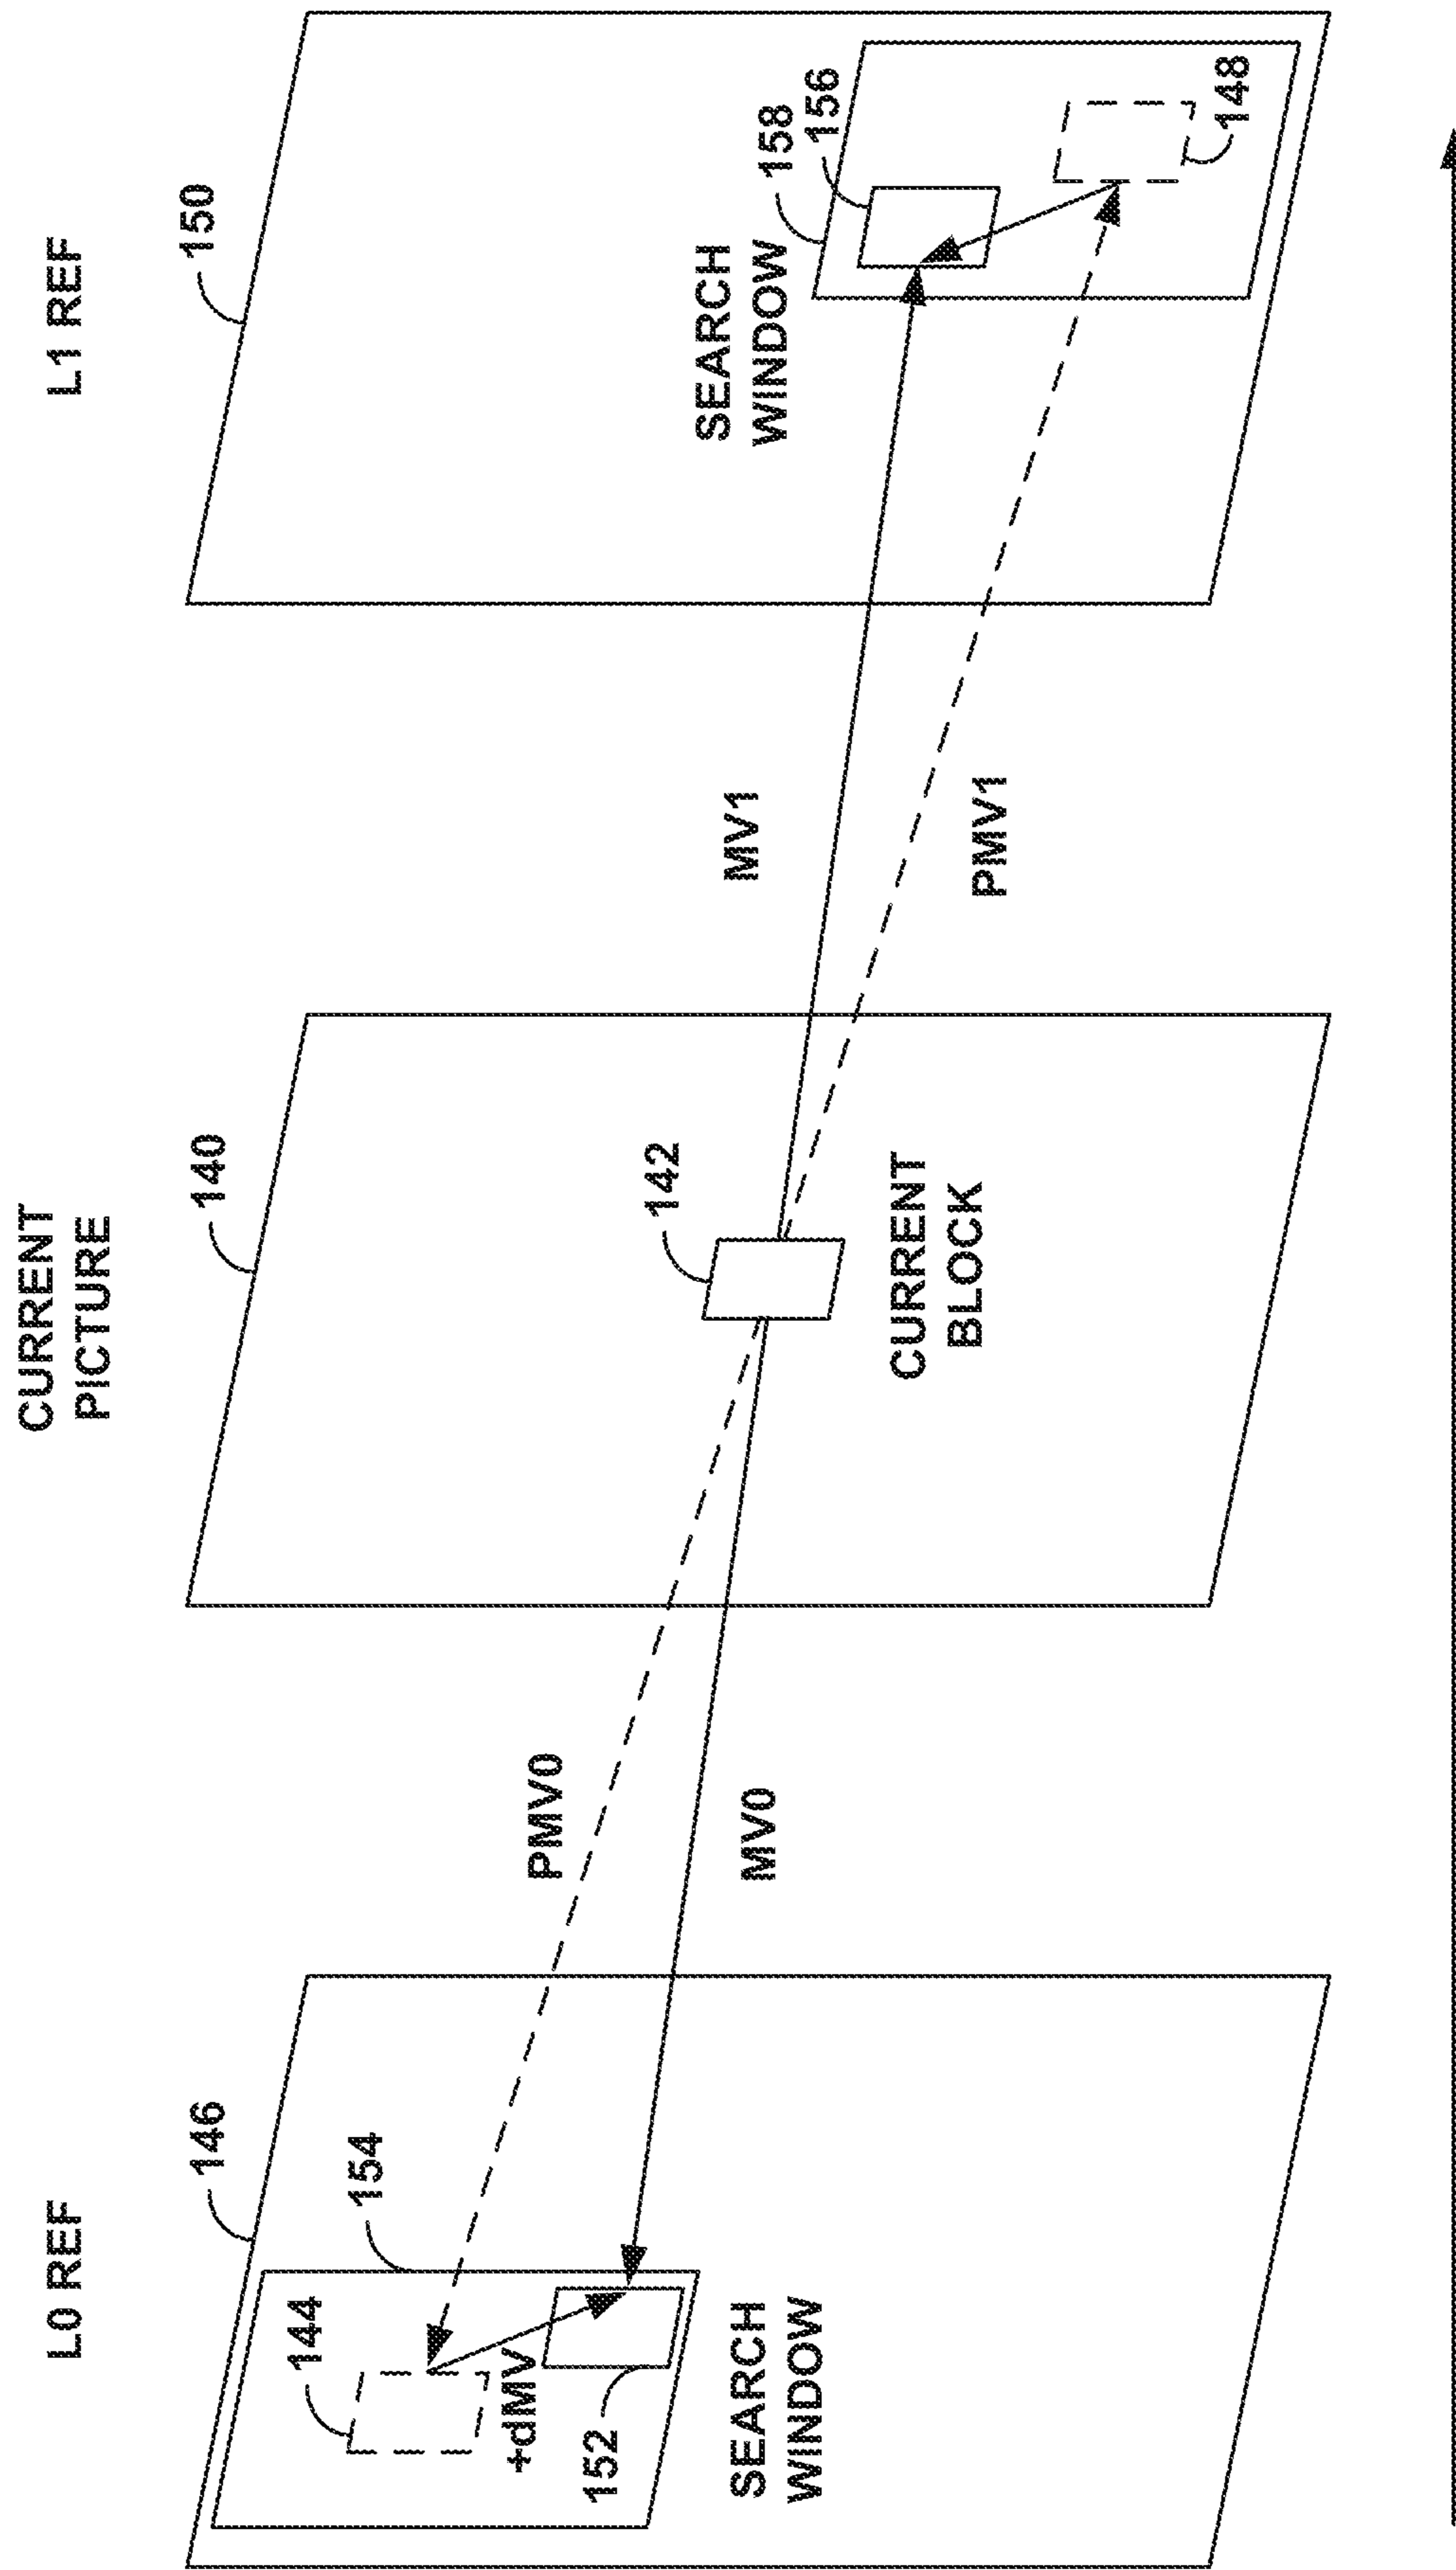 L0 REF
CURRENT
PICTURE
L1 REF
146
140
150
144
154
PMV0
142
158
156
+dMV
152
MV0
MV1
SEARCH
WINDOW
SEARCH
WINDOW
CURRENT
BLOCK
PMV1
148